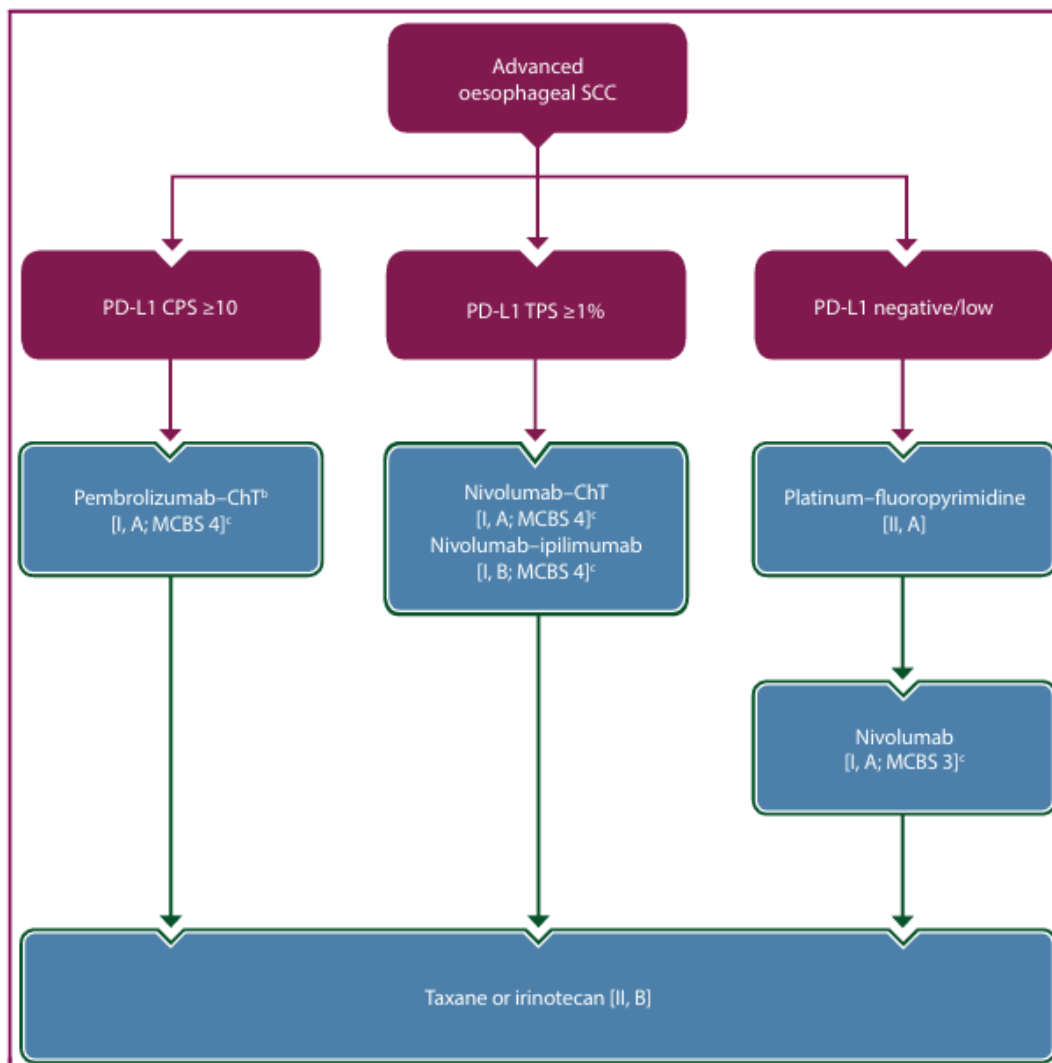 Advanced
oesophageal SCC
PD-L1 CPS ≥10
PD-L1 TPS ≥1%
PD-L1 negative/low
Pembrolizumab–ChTᵇ
[I, A; MCBS 4]ᶜ
Nivolumab–ChT
[I, A; MCBS 4]ᶜ
Nivolumab–ipilimumab
[I, B; MCBS 4]ᶜ
Platinum–fluoropyrimidine
[II, A]
Nivolumab
[I, A; MCBS 3]ᶜ
Taxane or irinotecan [II, B]